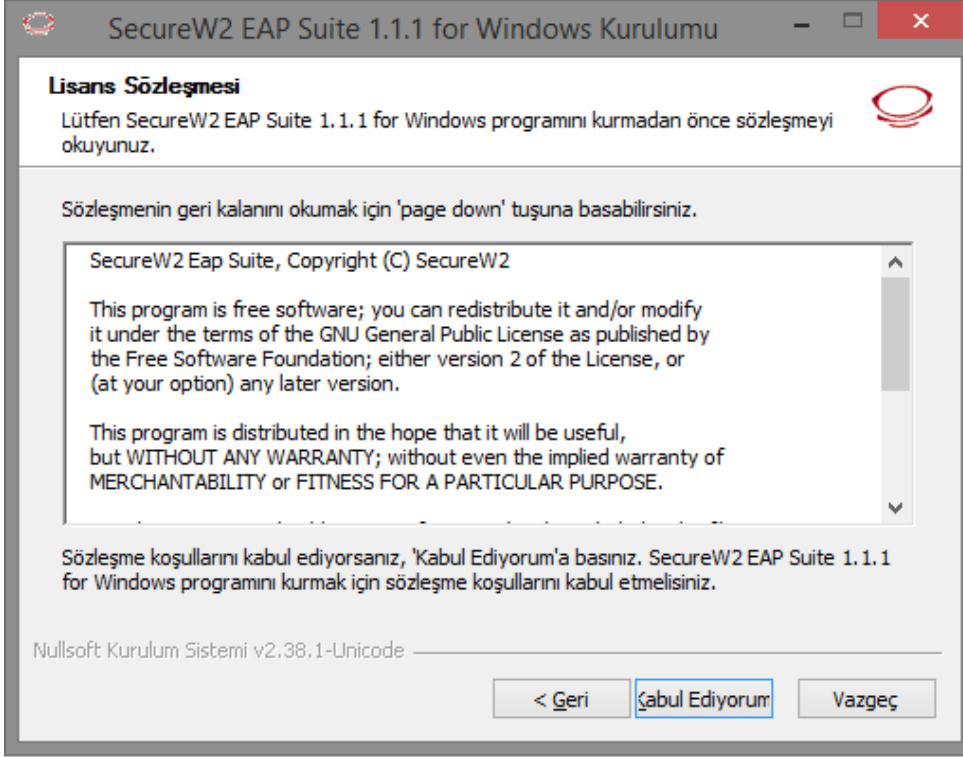 SecureW2 EAP Suite 1.1.1 for Windows Kurulumu
Lisans Sözleşmesi
Lütfen SecureW2 EAP Suite 1.1.1 for Windows programını kurmadan önce sözleşmeyi
okuyunuz.
Sözleşmenin geri kalanını okumak için 'page down' tuşuna basabilirsiniz.
SecureW2 Eap Suite, Copyright (C) SecureW2
This program is free software; you can redistribute it and/or modify
it under the terms of the GNU General Public License as published by
the Free Software Foundation; either version 2 of the License, or
(at your option) any later version.
This program is distributed in the hope that it will be useful,
but WITHOUT ANY WARRANTY; without even the implied warranty of
MERCHANTABILITY or FITNESS FOR A PARTICULAR PURPOSE.
Sözleşme koşullarını kabul ediyorsanız, 'Kabul Ediyorum'a basınız. SecureW2 EAP Suite 1.1.1
for Windows programını kurmak için sözleşme koşullarını kabul etmelisiniz.
Nullsoft Kurulum Sistemi v2.38.1-Unicode
< Geri
Kabul Ediyorum
Vazgeç